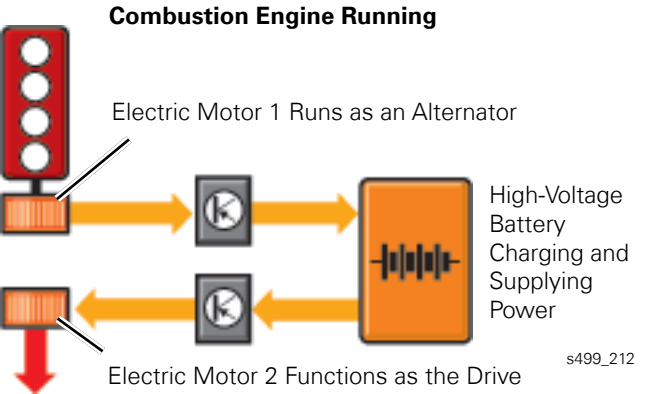 Combustion Engine Running
Electric Motor 1 Runs as an Alternator
High-Voltage
Battery
Charging and
Supplying
Power
s499_212
Electric Motor 2 Functions as the Drive